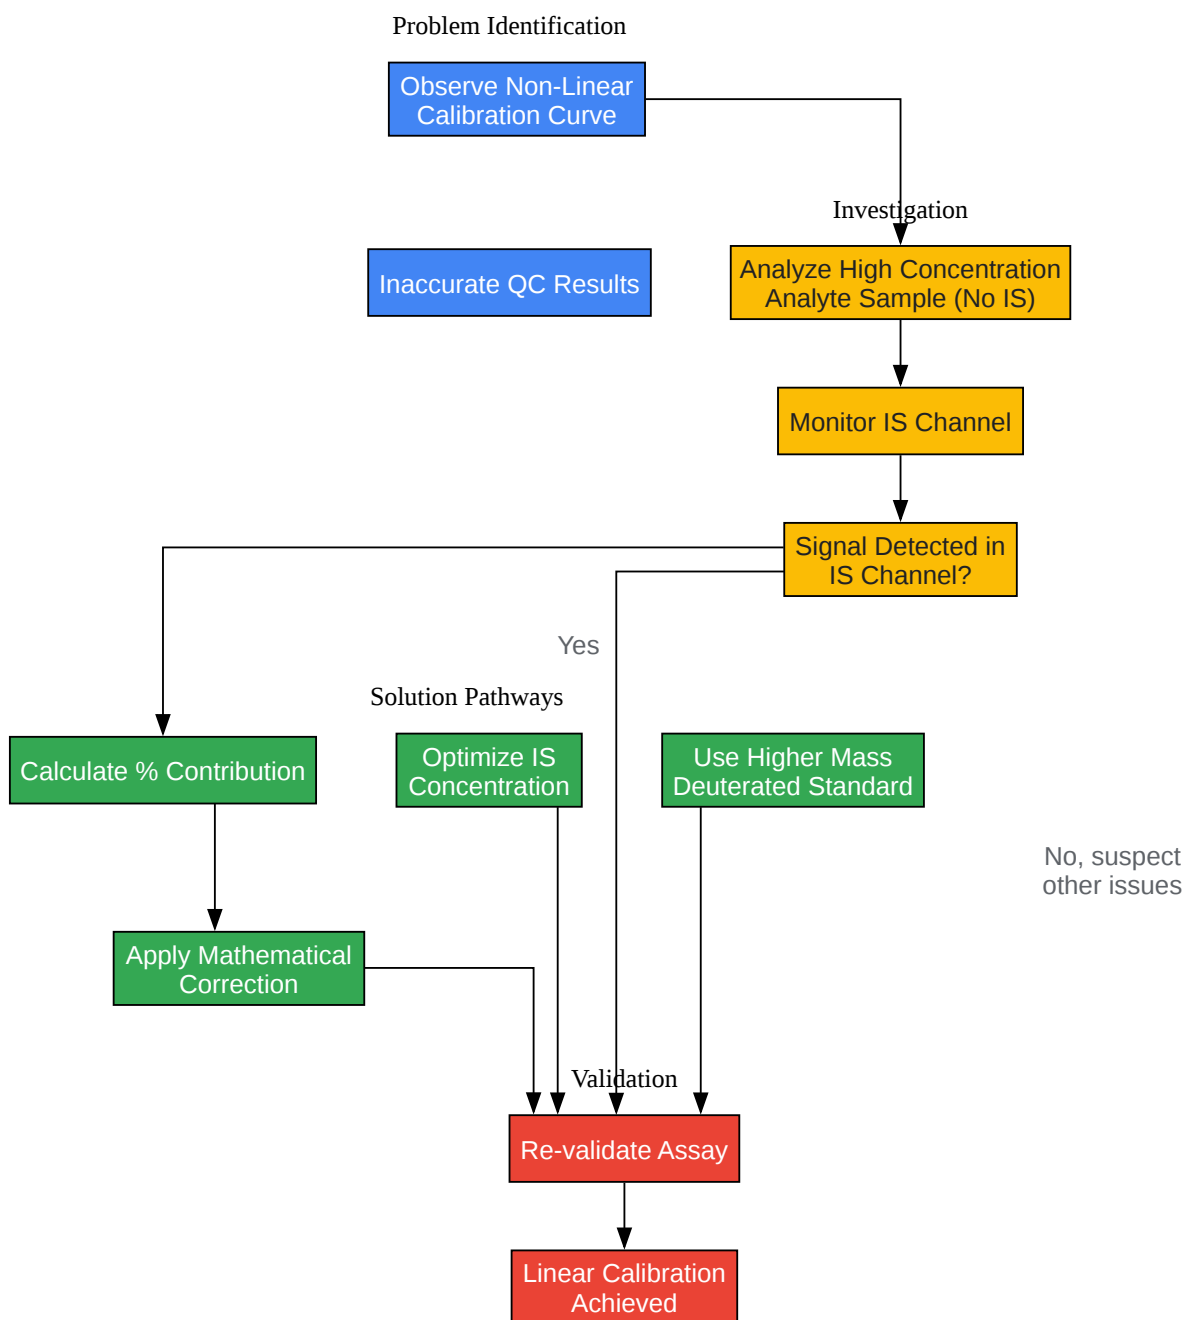 Problem Identification
Observe Non-Linear
Calibration Curve
Investigation
Inaccurate QC Results
Analyze High Concentration
Analyte Sample (No IS)
Monitor IS Channel
Signal Detected in
IS Channel?
Yes
Solution Pathways
Calculate % Contribution
Optimize IS
Concentration
Use Higher Mass
Deuterated Standard
No, suspect
other issues
Apply Mathematical
Correction
Validation
Re-validate Assay
Linear Calibration
Achieved